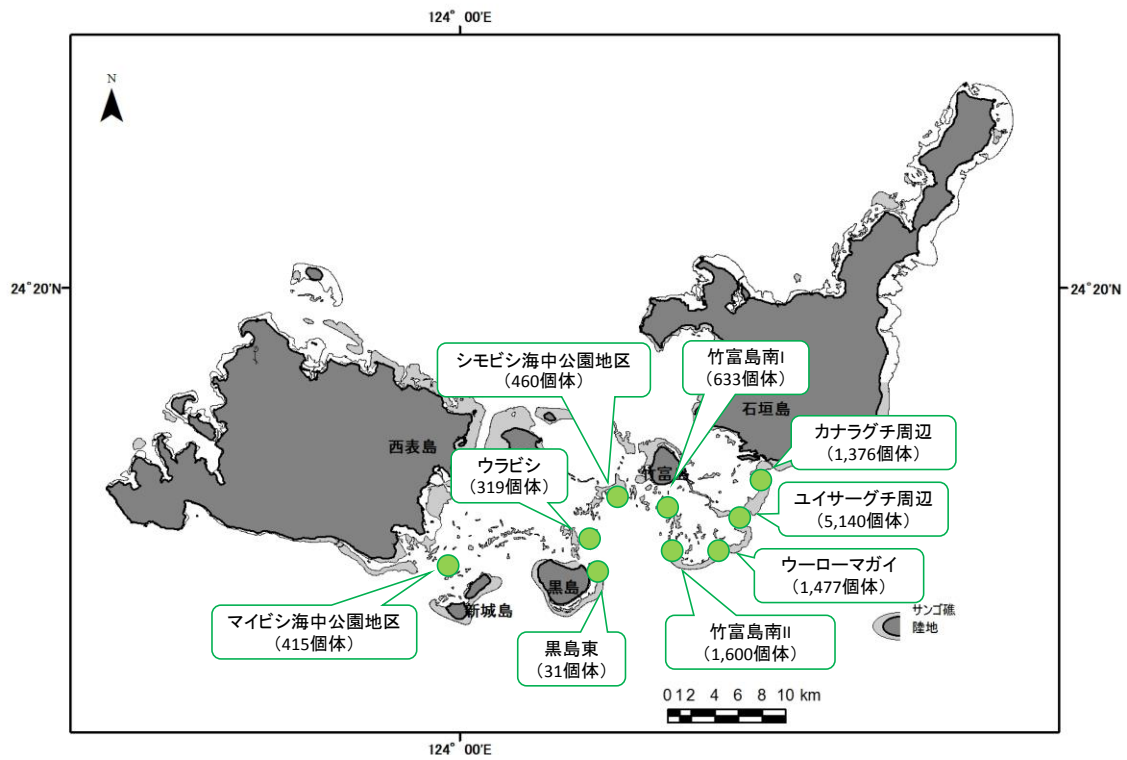 124° 00'E
N
24°20'N
24°20'N
シモビシ海中公園地区
（460個体）
竹富島南I
（633個体）
石垣島
カナラグチ周辺
（1,376個体）
西表島
ウラビシ
（319個体）
竹富島
ユイサーグチ周辺
（5,140個体）
ウーローマガイ
（1,477個体）
黒島
新城島
マイビシ海中公園地区
（415個体）
黒島東
（31個体）
竹富島南II
（1,600個体）
サンゴ礁
陸地
0 1 2 4 6 8 10 km
124° 00'E